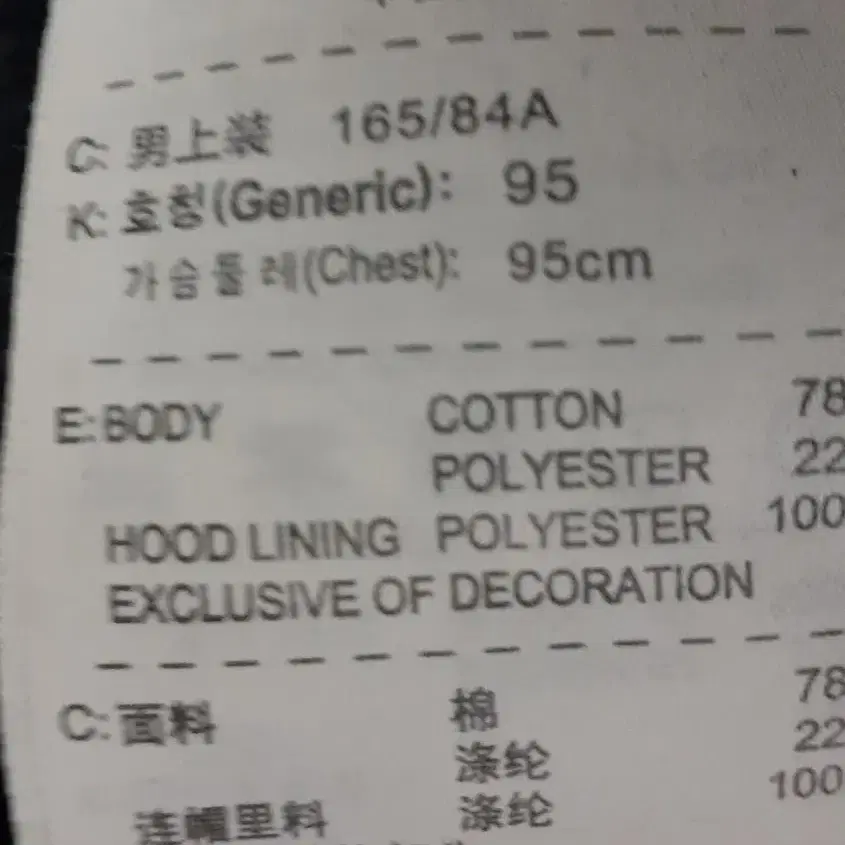 C: 男上装 165/84A
K: 호칭(Generic): 95
가슴둘레(Chest): 95cm
E: BODY COTTON 78
POLYESTER 22
HOOD LINING POLYESTER 100
EXCLUSIVE OF DECORATION
C: 面料 棉 78
涤纶 22
连帽里料 涤纶 100